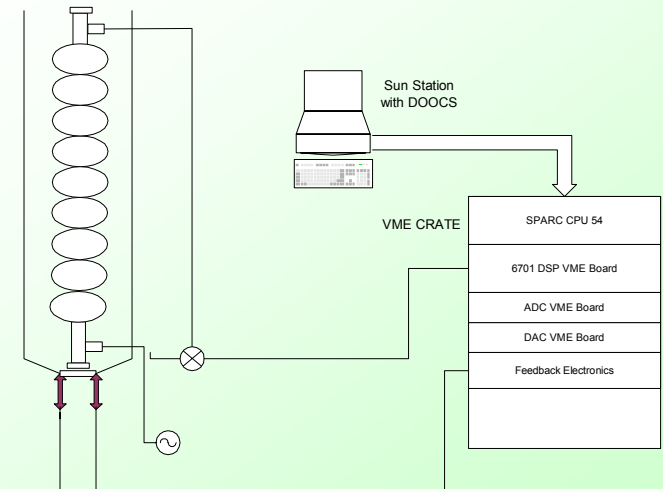 Sun Station
with DOOCS
VME CRATE
SPARC CPU 54
6701 DSP VME Board
ADC VME Board
DAC VME Board
Feedback Electronics